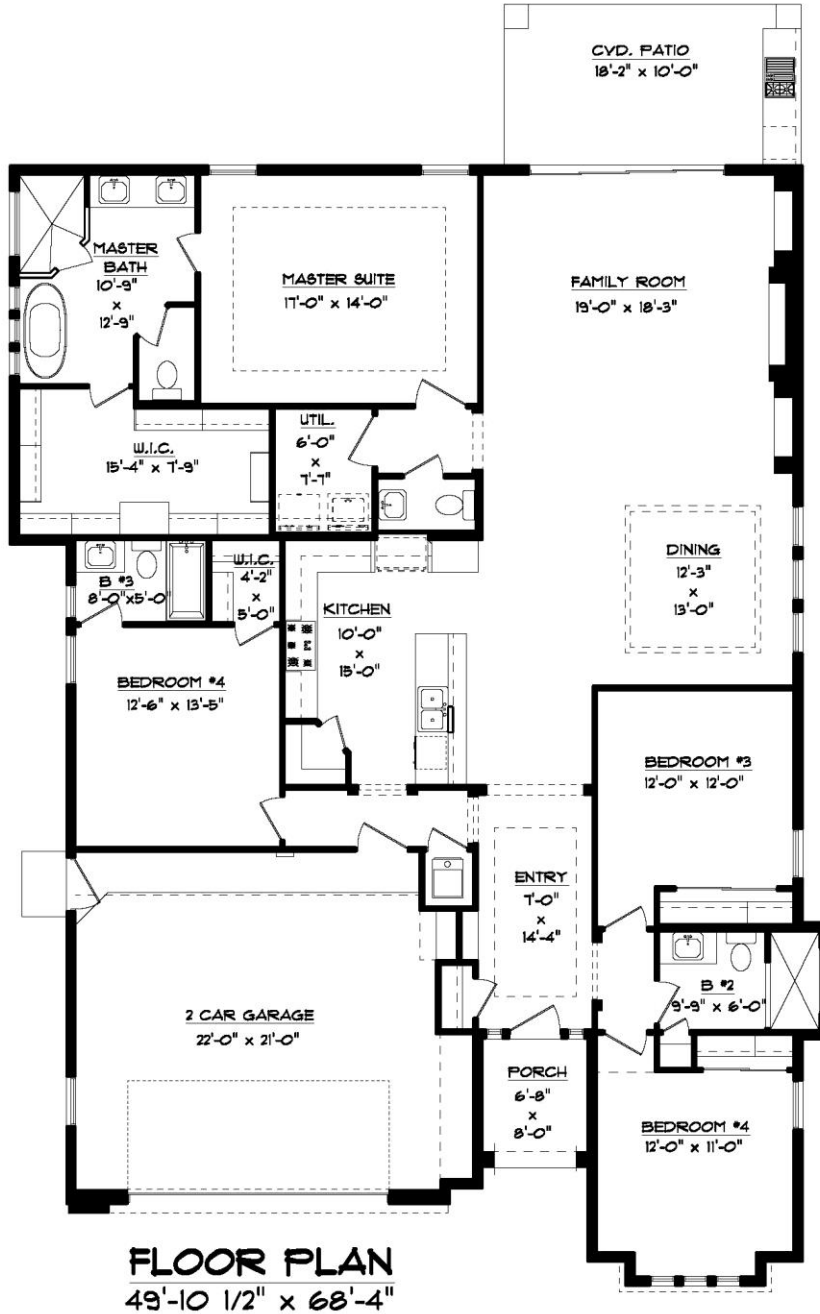 CVD. PATIO
18'-2" x 10'-0"
MASTER
BATH
10'-9"
x
12'-9"
MASTER SUITE
17'-0" x 14'-0"
FAMILY ROOM
19'-0" x 18'-3"
W.I.C.
15'-4" x 7'-9"
UTIL.
6'-0"
x
7'-7"
DINING
12'-3"
x
13'-0"
B #3
8'-0"x5'-0"
W.I.C.
4'-2"
x
5'-0"
KITCHEN
10'-0"
x
15'-0"
BEDROOM #4
12'-6" x 13'-5"
BEDROOM #3
12'-0" x 12'-0"
ENTRY
7'-0"
x
14'-4"
B #2
9'-9" x 6'-0"
2 CAR GARAGE
22'-0" x 21'-0"
PORCH
6'-8"
x
8'-0"
BEDROOM #4
12'-0" x 11'-0"
FLOOR PLAN
49'-10 1/2" x 68'-4"